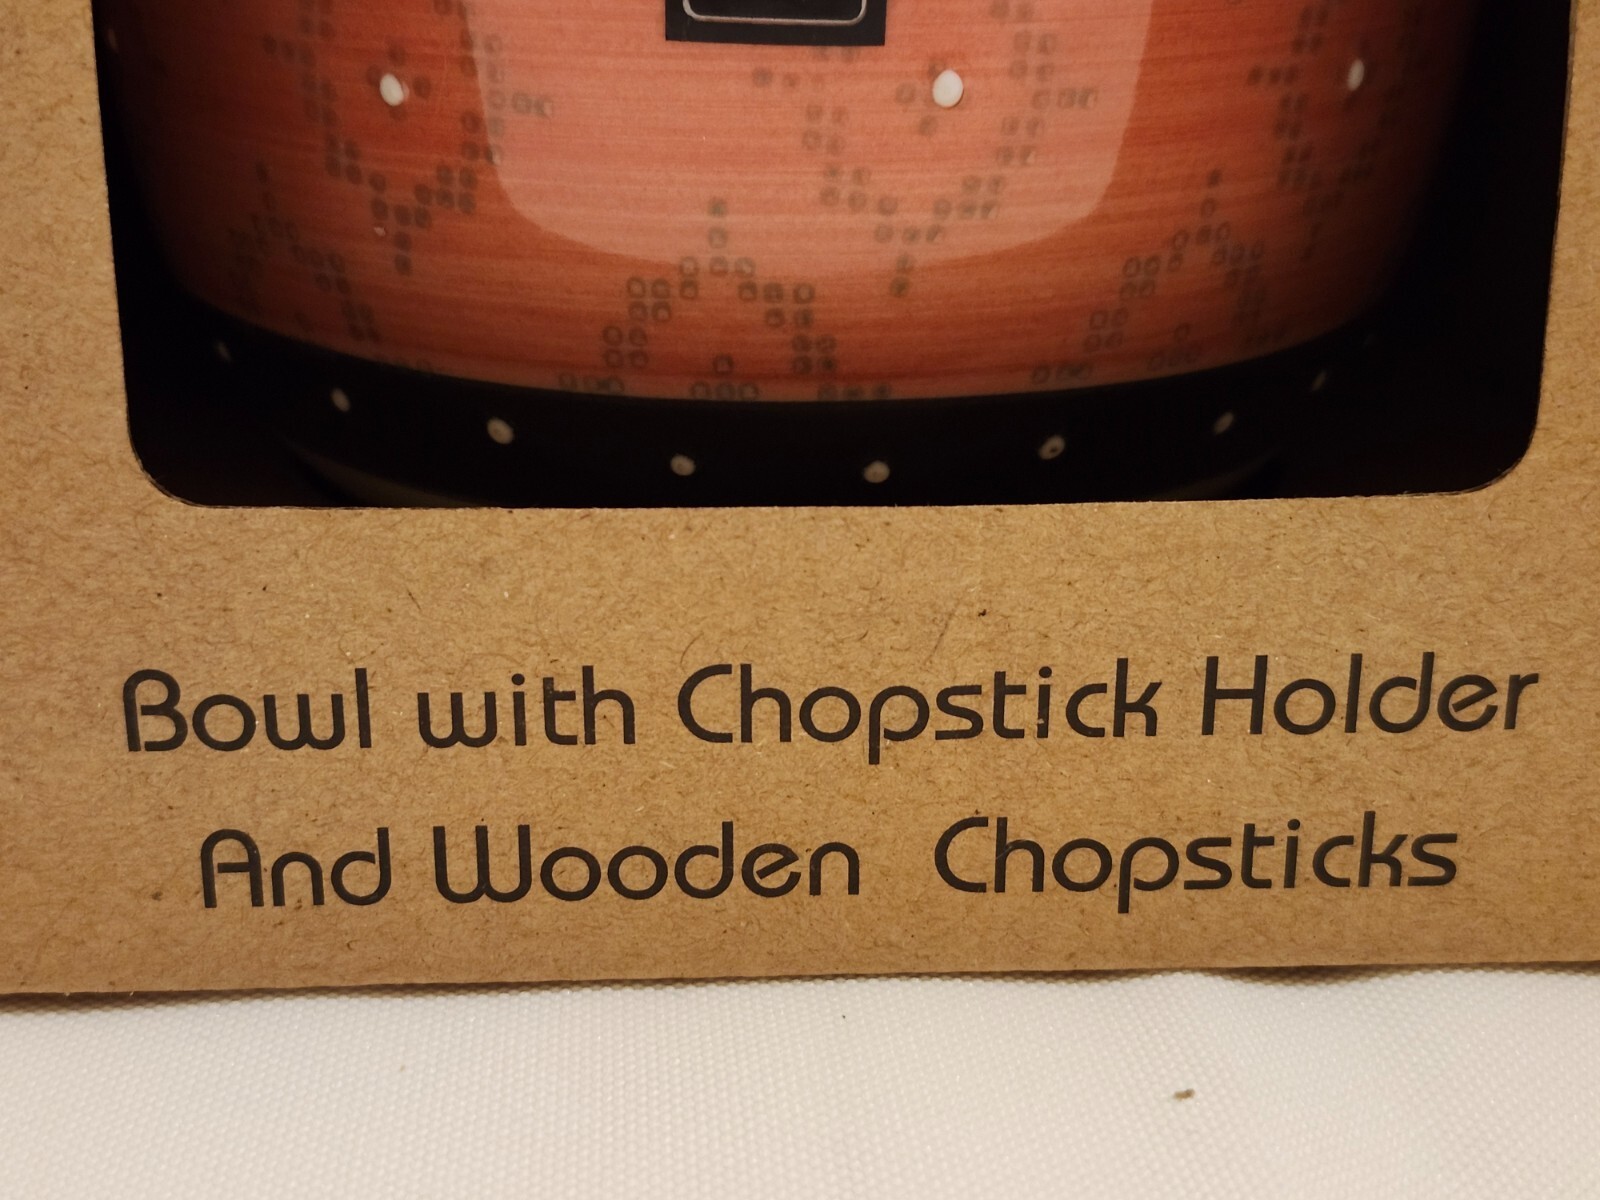 Bowl with Chopstick Holder
And Wooden Chopsticks